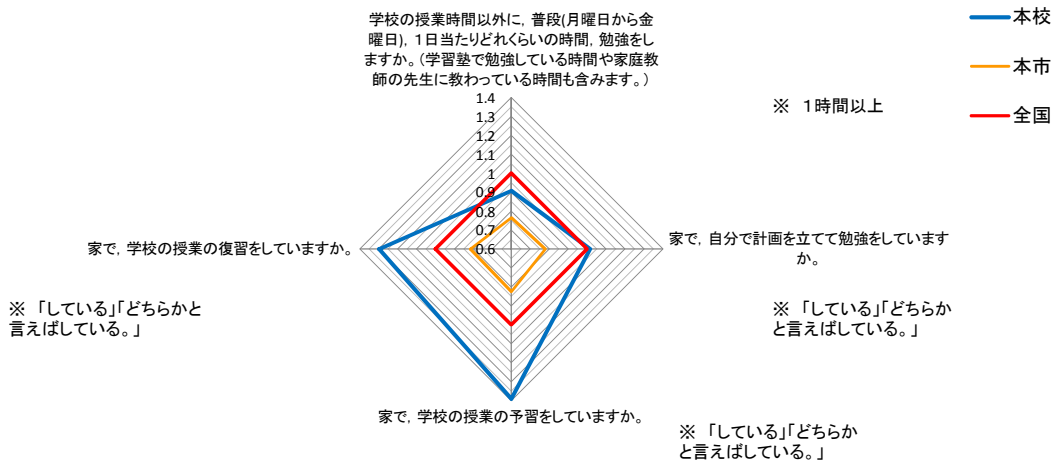 学校の授業時間以外に, 普段(月曜日から金
曜日), 1日当たりどれくらいの時間, 勉強をし
ますか。(学習塾で勉強している時間や家庭教
師の先生に教わっている時間も含みます。)
本校
本市
全国
※ 1時間以上
1.4
1.3
1.2
1.1
1
0.9
0.8
0.7
0.6
家で, 学校の授業の復習をしていますか。
※ 「している」「どちらかと
言えばしている。」
家で, 自分で計画を立てて勉強をしています
か。
※ 「している」「どちらか
と言えばしている。」
家で, 学校の授業の予習をしていますか。
※ 「している」「どちらか
と言えばしている。」